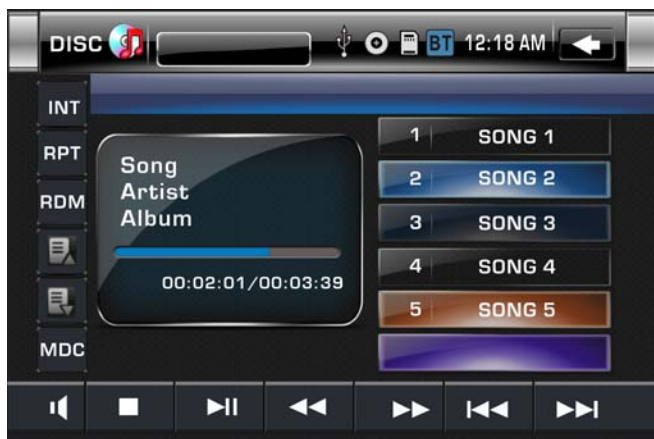 DISC
BT 12:18 AM
INT
RPT
RDM
MDC
Song
Artist
Album
00:02:01/00:03:39
1 SONG 1
2 SONG 2
3 SONG 3
4 SONG 4
5 SONG 5